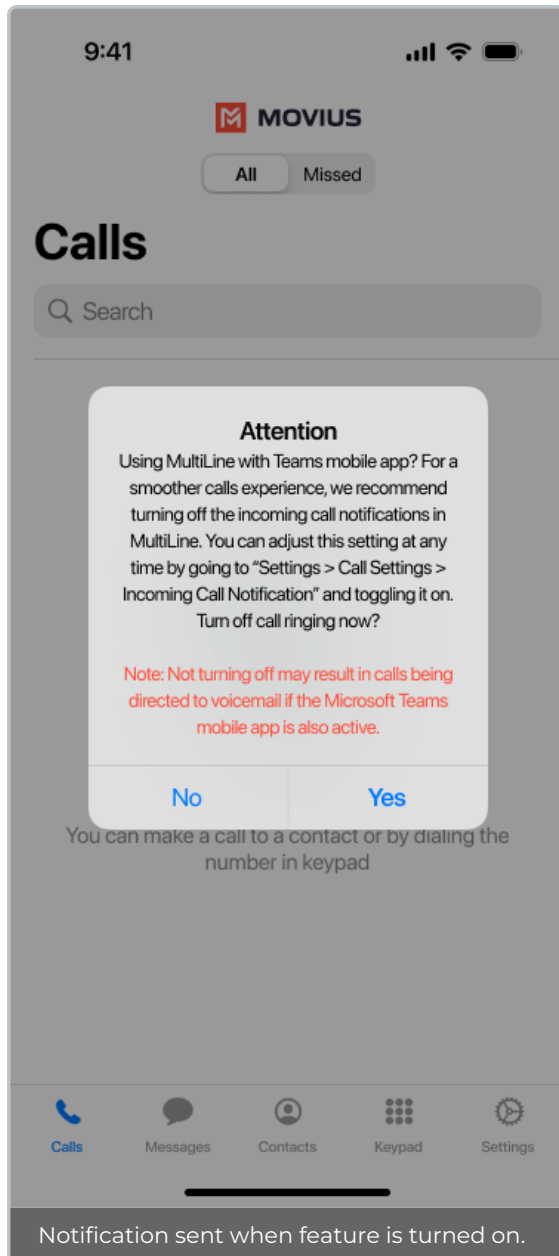 9:41
MOVIUS
All Missed
Calls
Search
Attention
Using MultiLine with Teams mobile app? For a
smoother calls experience, we recommend
turning off the incoming call notifications in
MultiLine. You can adjust this setting at any
time by going to “Settings > Call Settings >
Incoming Call Notification” and toggling it on.
Turn off call ringing now?
Note: Not turning off may result in calls being
directed to voicemail if the Microsoft Teams
mobile app is also active.
No Yes
You can make a call to a contact or by dialing the
number in keypad
Calls Messages Contacts Keypad Settings
Notification sent when feature is turned on.